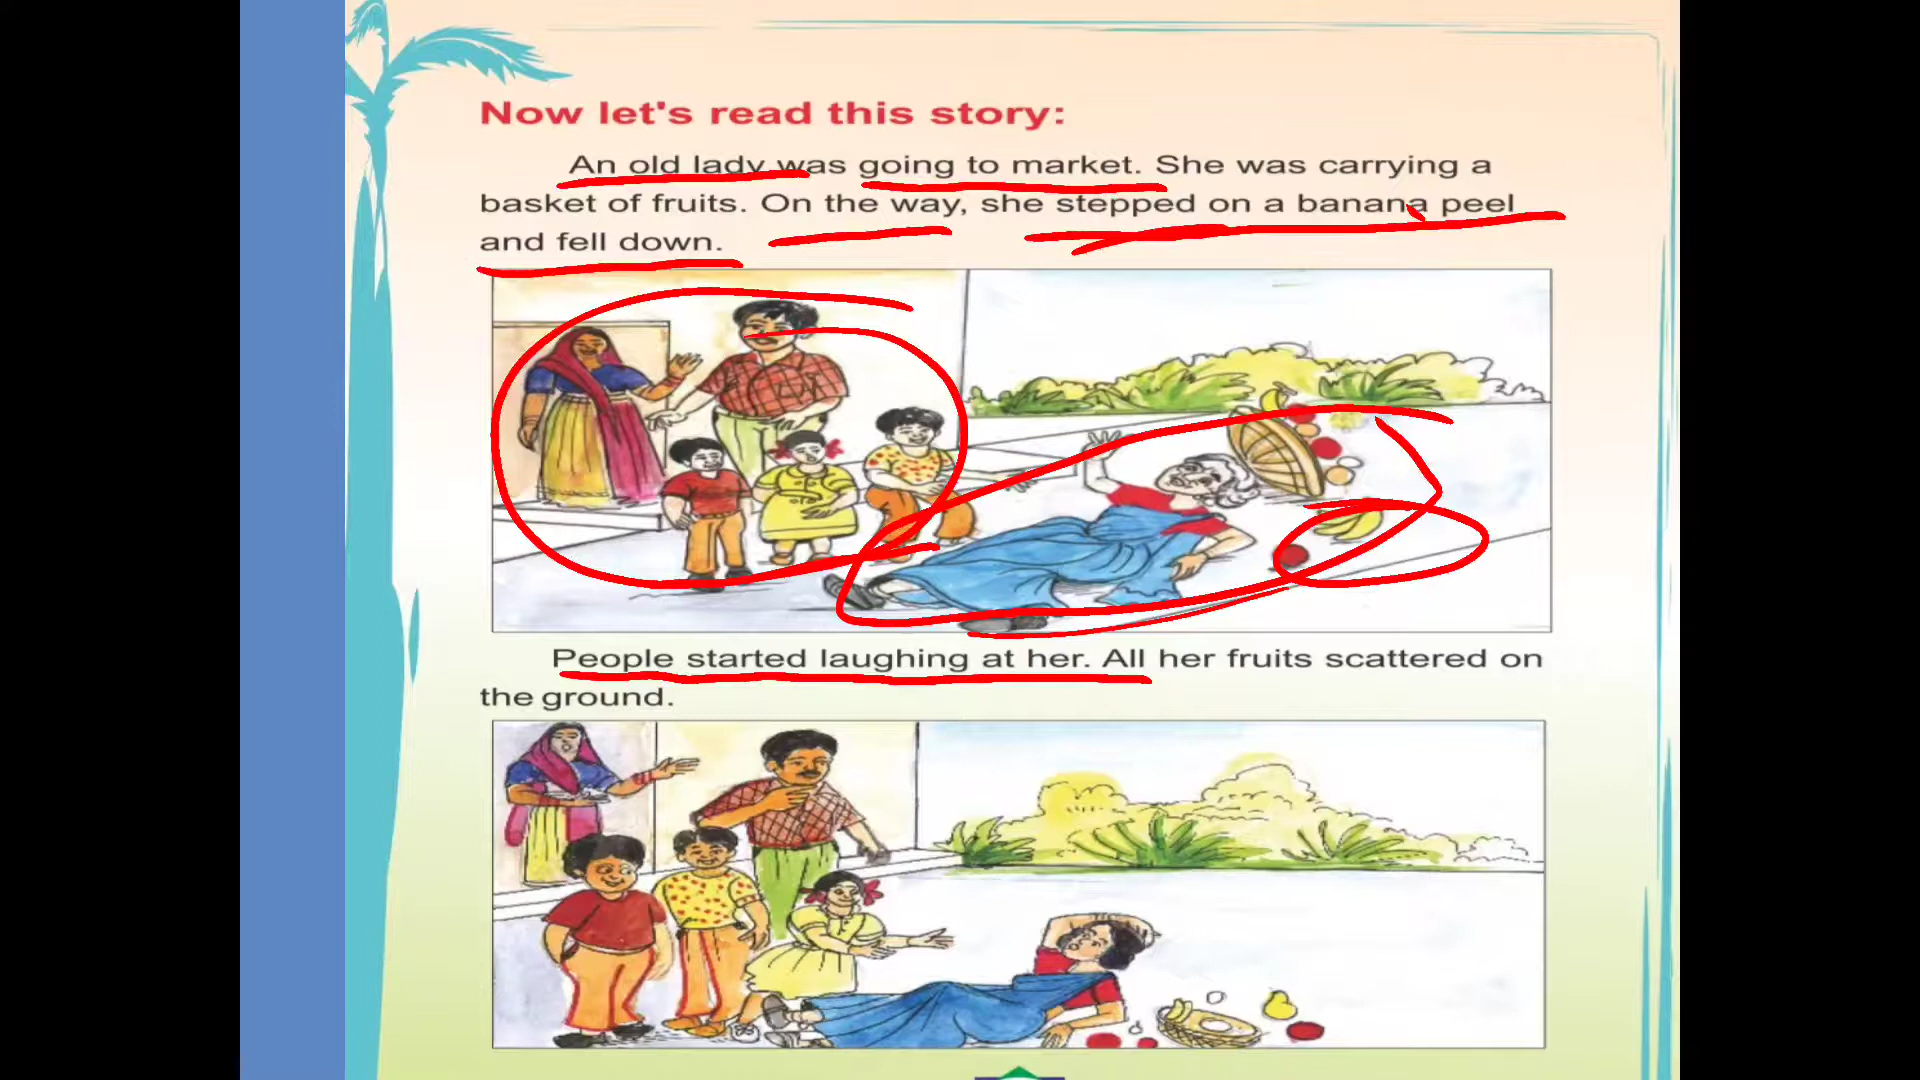 Now let's read this story:
An old lady was going to market. She was carrying a
basket of fruits. On the way, she stepped on a banana peel
and fell down.
People started laughing at her. All her fruits scattered on
the ground.